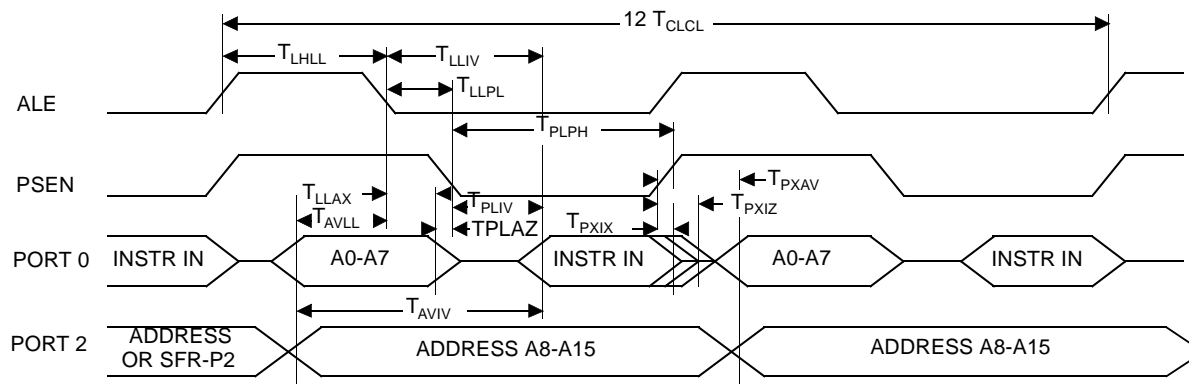 12 TCLCL
TLHLL TLLIV
TLLPL
ALE
TPLPH
PSEN
TLLAX TPXAV
TPLIV TPXIZ
TAVLL TPLAZ TPXIX
PORT 0 INSTR IN A0-A7 INSTR IN A0-A7 INSTR IN
TAVIV
PORT 2 ADDRESS OR SFR-P2 ADDRESS A8-A15 ADDRESS A8-A15